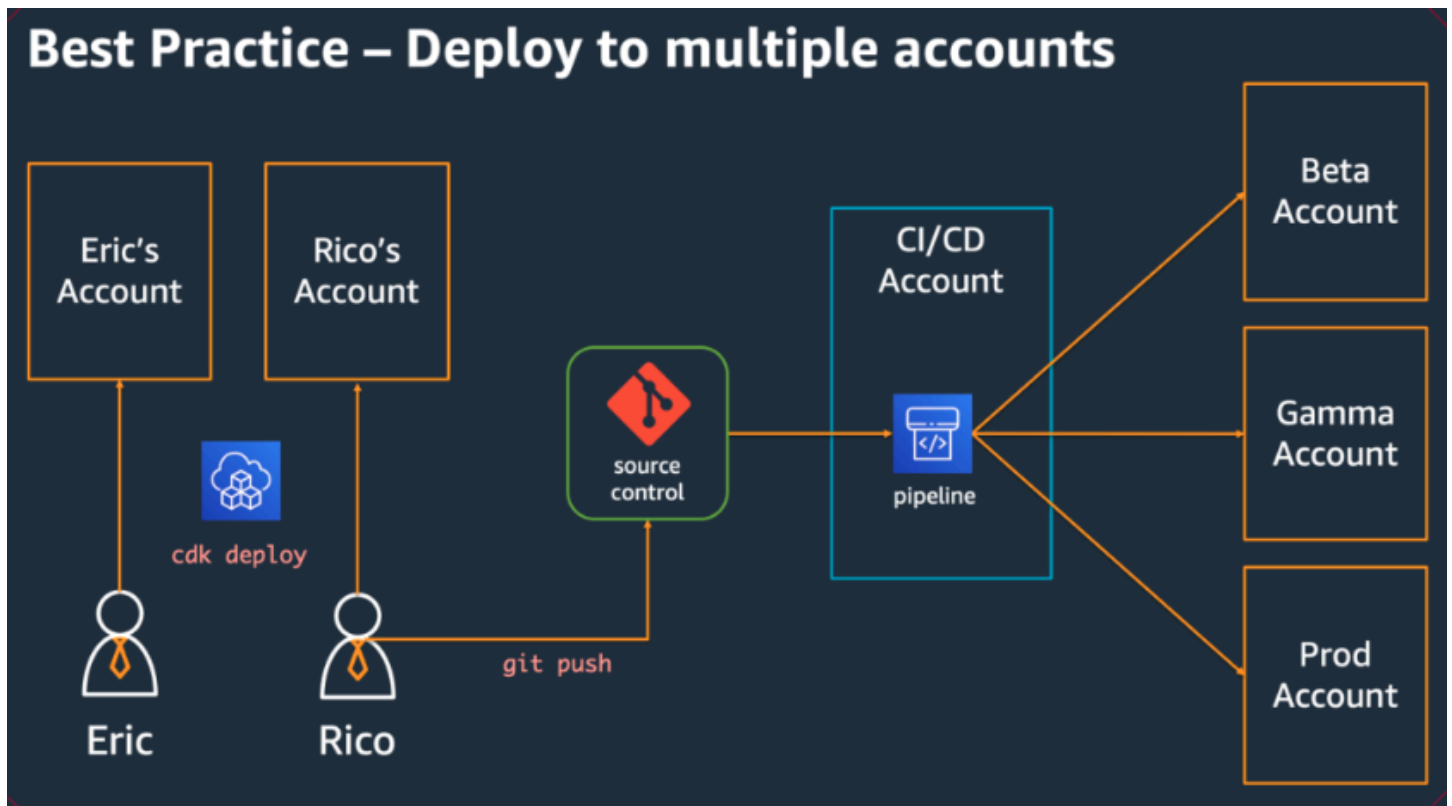 Best Practice – Deploy to multiple accounts
Eric's
Account
Rico's
Account
cdk deploy
Eric
Rico
git push
source
control
CI/CD
Account
</>
pipeline
Beta
Account
Gamma
Account
Prod
Account